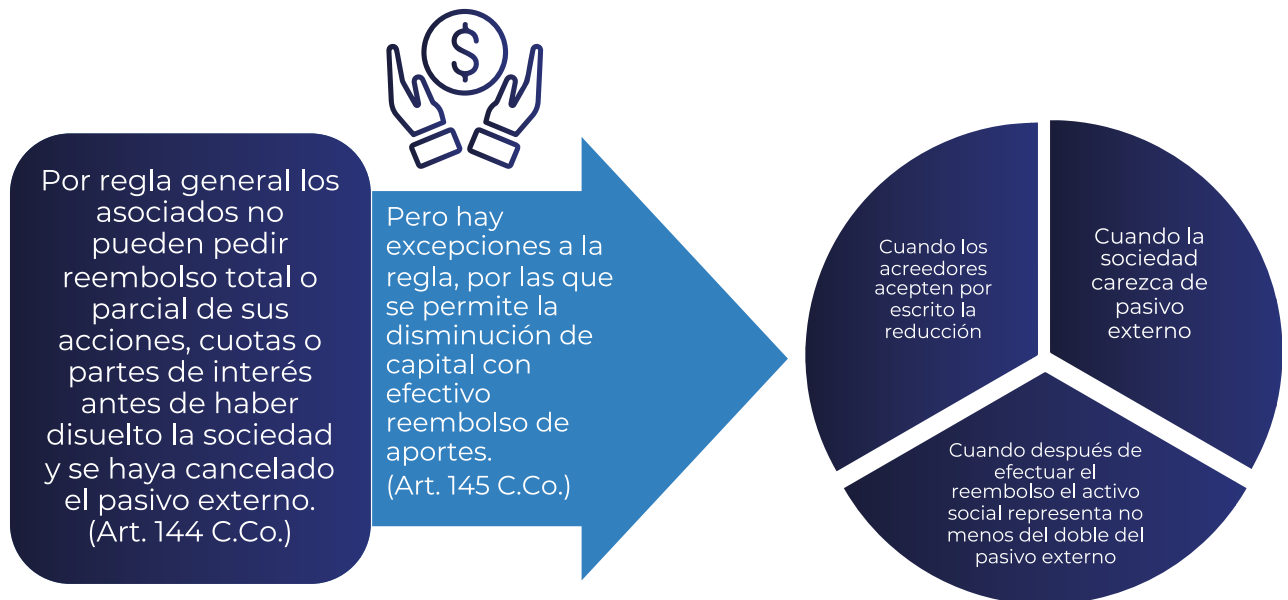 Por regla general los
asociados no
pueden pedir
reembolso total o
parcial de sus
acciones, cuotas o
partes de interés
antes de haber
disuelto la sociedad
y se haya cancelado
el pasivo externo.
(Art. 144 C.Co.)
$
Pero hay
excepciones a la
regla, por las que
se permite la
disminución de
capital con
efectivo
reembolso de
aportes.
(Art. 145 C.Co.)
Cuando los
acreedores
acepten por
escrito la
reducción
Cuando la
sociedad
carezca de
pasivo
externo
Cuando después de
efectuar el
reembolso el activo
social representa no
menos del doble del
pasivo externo